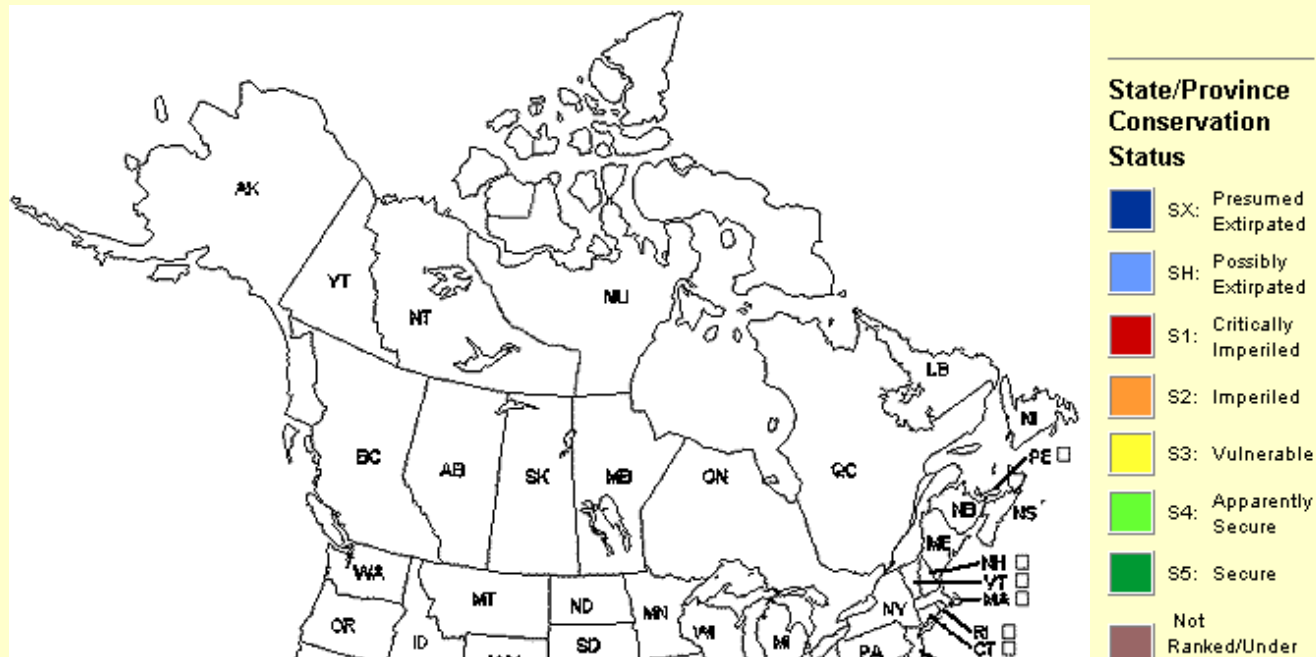 AK
YT
NT
NU
BC
AB
SK
MB
ON
QC
LB
NI
PE
NB
NS
ME
NH
VT
MA
RI
CT
NY
PA
WA
OR
ID
MT
ND
SD
MN
WI
MI
State/Province
Conservation
Status
SX: Presumed
Extirpated
SH: Possibly
Extirpated
S1: Critically
Imperiled
S2: Imperiled
S3: Vulnerable
S4: Apparently
Secure
S5: Secure
Not
Ranked/Under